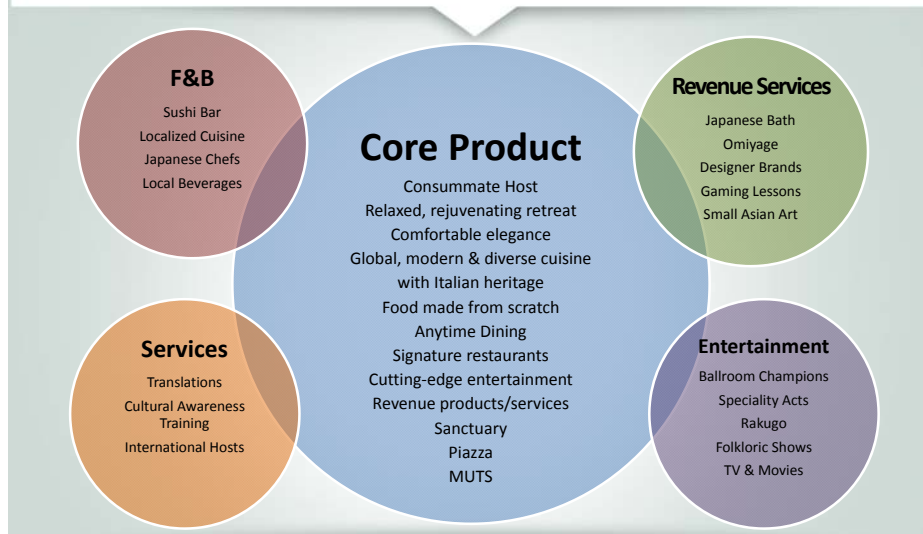 F&B
Sushi Bar
Localized Cuisine
Japanese Chefs
Local Beverages
Core Product
Consummate Host
Relaxed, rejuvenating retreat
Comfortable elegance
Global, modern & diverse cuisine
with Italian heritage
Food made from scratch
Anytime Dining
Signature restaurants
Cutting-edge entertainment
Revenue products/services
Sanctuary
Piazza
MUTS
Revenue Services
Japanese Bath
Omiyage
Designer Brands
Gaming Lessons
Small Asian Art
Services
Translations
Cultural Awareness
Training
International Hosts
Entertainment
Ballroom Champions
Speciality Acts
Rakugo
Folkloric Shows
TV & Movies